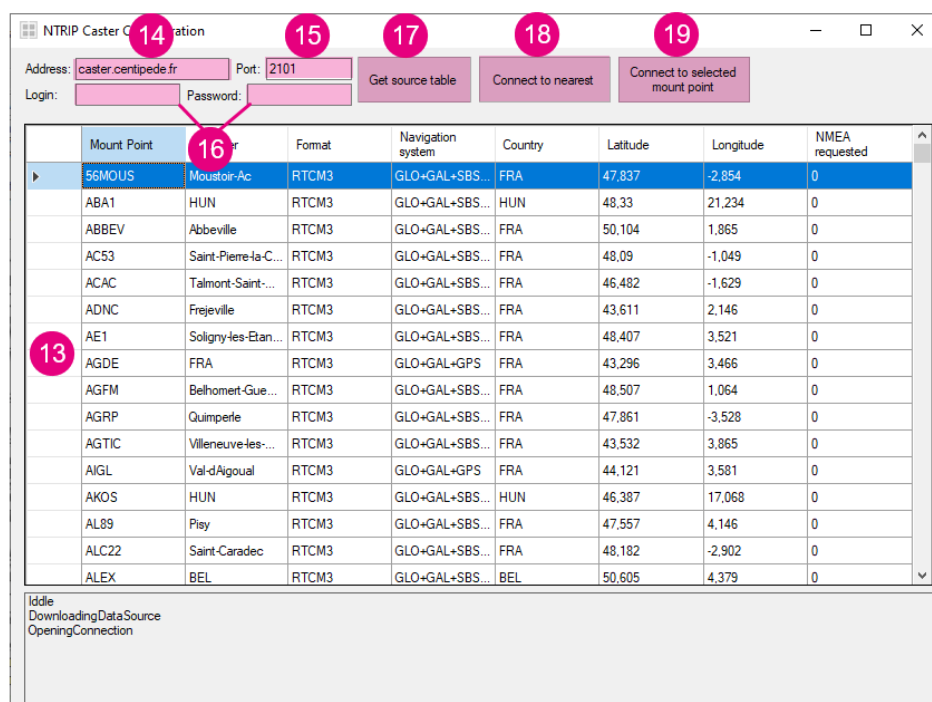 NTRIP Caster C ration
14 15 17 18 19
Address: caster.centipede.fr Port: 2101 Get source table Connect to nearest Connect to selected mount point
Login: Password:
16
Mount Point Format Navigation system Country Latitude Longitude NMEA requested
56MOUS Moustoir-Ac RTCM3 GLO+GAL+SBS... FRA 47,837 -2,854 0
ABA1 HUN RTCM3 GLO+GAL+SBS... HUN 48,33 21,234 0
ABBEV Abbeville RTCM3 GLO+GAL+SBS... FRA 50,104 1,865 0
AC53 Saint-Pierre-la-C... RTCM3 GLO+GAL+SBS... FRA 48,09 -1,049 0
ACAC Talmont-Saint-... RTCM3 GLO+GAL+SBS... FRA 46,482 -1,629 0
ADNC Frejeville RTCM3 GLO+GAL+SBS... FRA 43,611 2,146 0
AE1 Soligny-les-Etan... RTCM3 GLO+GAL+SBS... FRA 48,407 3,521 0
13
AGDE FRA RTCM3 GLO+GAL+GPS FRA 43,296 3,466 0
AGFM Belhomert-Gue... RTCM3 GLO+GAL+SBS... FRA 48,507 1,064 0
AGRP Quimperle RTCM3 GLO+GAL+SBS... FRA 47,861 -3,528 0
AGTIC Villeneuve-les-... RTCM3 GLO+GAL+SBS... FRA 43,532 3,865 0
AIGL Val-dAigoual RTCM3 GLO+GAL+GPS FRA 44,121 3,581 0
AKOS HUN RTCM3 GLO+GAL+SBS... HUN 46,387 17,068 0
AL89 Pisy RTCM3 GLO+GAL+SBS... FRA 47,557 4,146 0
ALC22 Saint-Caradec RTCM3 GLO+GAL+SBS... FRA 48,182 -2,902 0
ALEX BEL RTCM3 GLO+GAL+SBS... BEL 50,605 4,379 0
Iddle
DownloadingDataSource
OpeningConnection